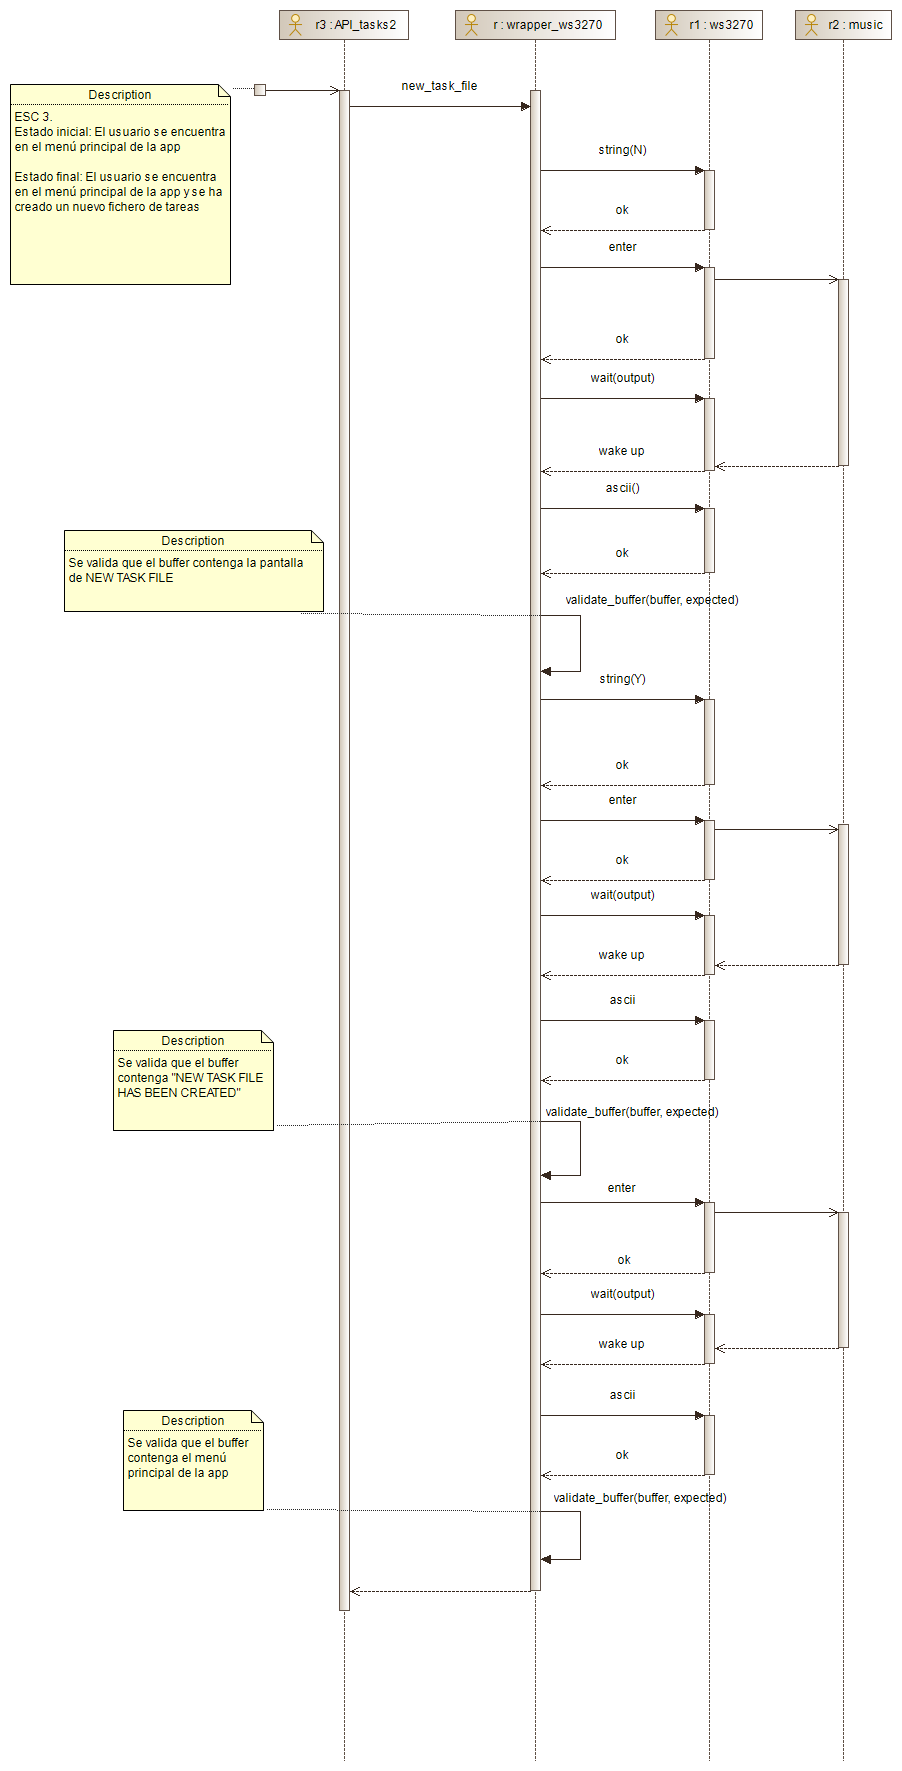 r3 : API_tasks2
r : wrapper_ws3270
r1 : ws3270
r2 : music
Description
ESC 3.
Estado inicial: El usuario se encuentra
en el menú principal de la app
Estado final: El usuario se encuentra
en el menú principal de la app y se ha
creado un nuevo fichero de tareas
new_task_file
string(N)
ok
enter
ok
wait(output)
wake up
ascii()
ok
Description
Se valida que el buffer contenga la pantalla
de NEW TASK FILE
validate_buffer(buffer, expected)
string(Y)
ok
enter
ok
wait(output)
wake up
ascii
ok
Description
Se valida que el buffer
contenga "NEW TASK FILE
HAS BEEN CREATED"
validate_buffer(buffer, expected)
enter
ok
wait(output)
wake up
ascii
ok
Description
Se valida que el buffer
contenga el menú
principal de la app
validate_buffer(buffer, expected)